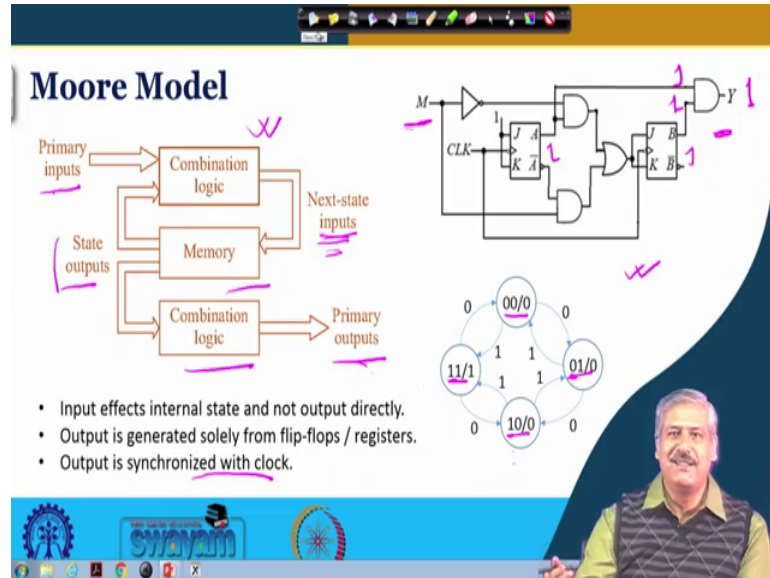 Moore Model
Primary
inputs
Combination
logic
Next-state
inputs
State
outputs
Memory
Combination
logic
Primary
outputs
M
1
CLK
J A
K A̅
J B
K B̅
Y
1
1
1
1
1
00/0
0
0
11/1
1
1
01/0
1
1
10/0
0
0
• Input effects internal state and not output directly.
• Output is generated solely from flip-flops / registers.
• Output is synchronized with clock.
swayam